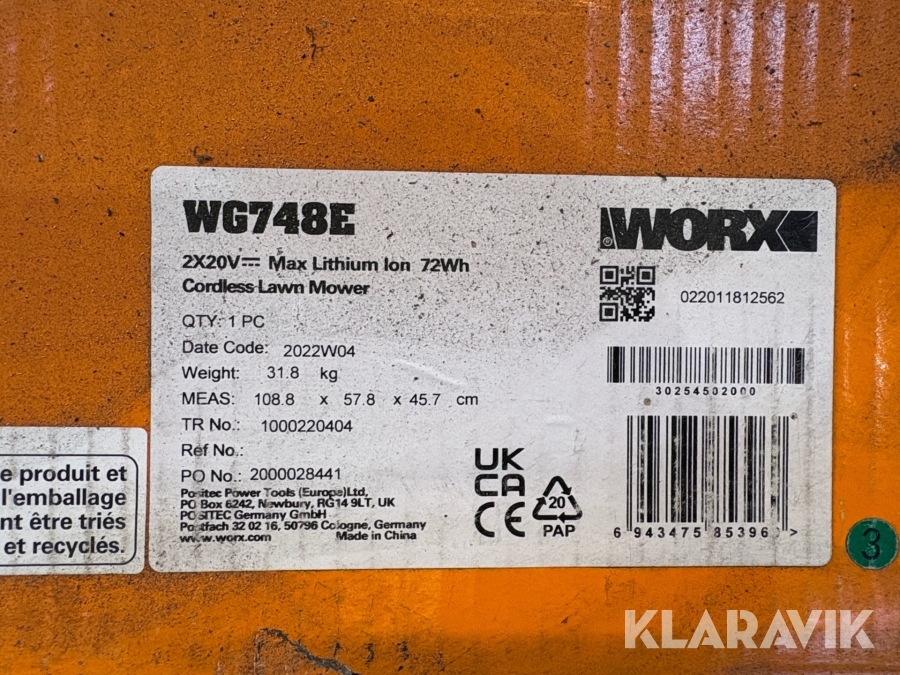 KLARAVIK
WG748E
2X20V⎓ Max Lithium Ion 72Wh
Cordless Lawn Mower
QTY: 1 PC
Date Code: 2022W04
Weight: 31.8 kg
MEAS: 108.8 x 57.8 x 45.7 cm
TR No.: 1000220404
Ref No.:
PO No.: 2000028441
Positec Power Tools (Europe)Ltd,
PO Box 6242, Newbury, RG14 9LT, UK
POSITEC Germany GmbH
Postfach 32 02 16, 50796 Cologne, Germany
www.worx.com Made in China
® WORX
022011812562
30254502000
UK
CA
CE
20
PAP
6 943475 85396 >
e produit et
l'emballage
nt être triés
et recyclés.
3
KLARAVIK